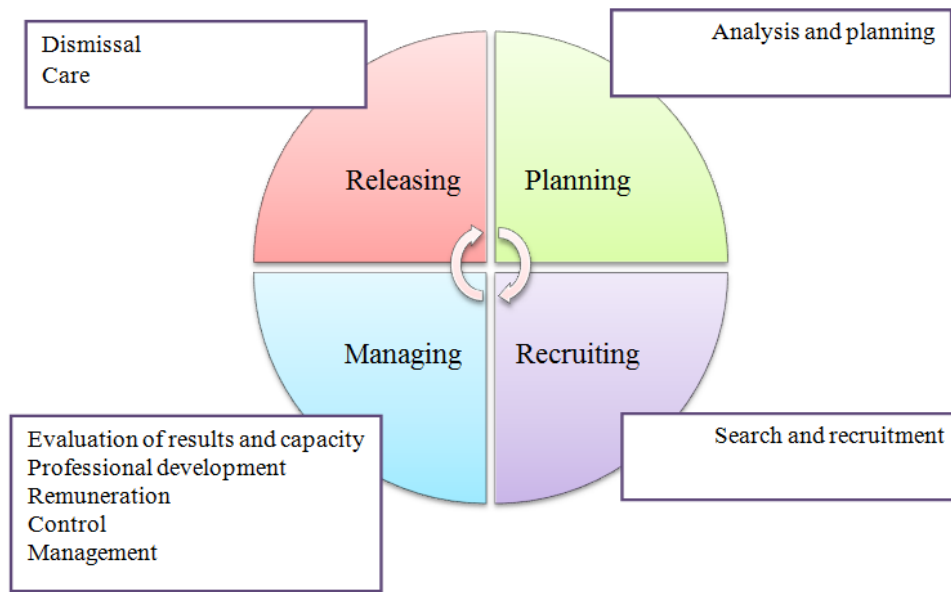 Dismissal
Care
Analysis and planning
Releasing
Planning
Managing
Recruiting
Evaluation of results and capacity
Professional development
Remuneration
Control
Management
Search and recruitment